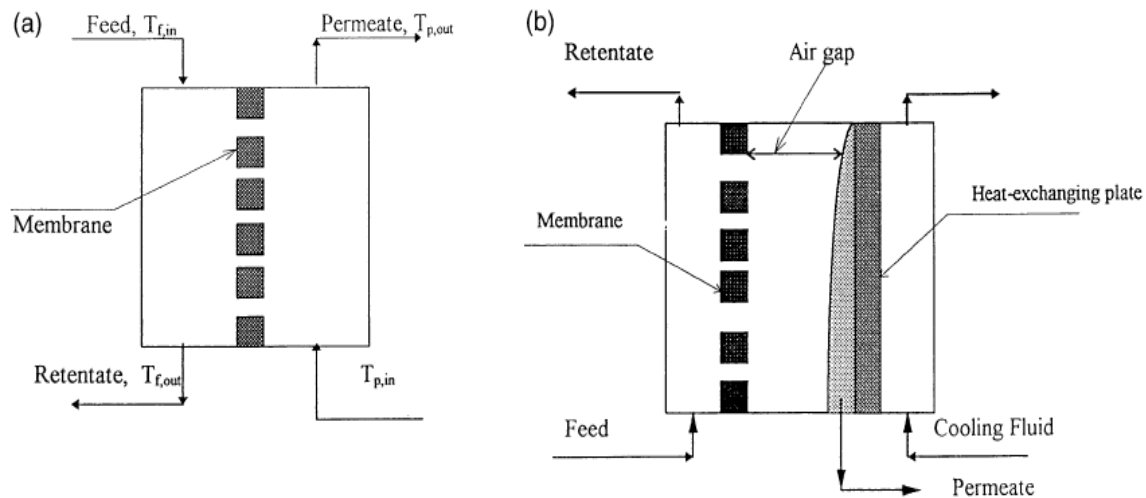 (a)
Feed, T_f,in
Permeate, T_p,out
Membrane
Retentate, T_f,out
T_p,in
(b)
Retentate
Air gap
Membrane
Heat-exchanging plate
Feed
Cooling Fluid
Permeate